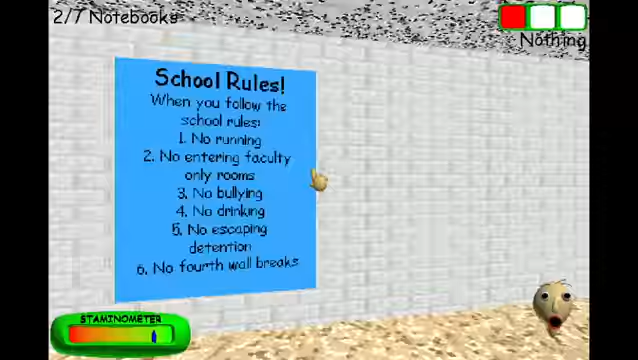 2/7 Notebooks
Nothing
School Rules!
When you follow the
school rules:
1. No running
2. No entering faculty
only rooms
3. No bullying
4. No drinking
5. No escaping
detention
6. No fourth wall breaks
STAMINOMETER